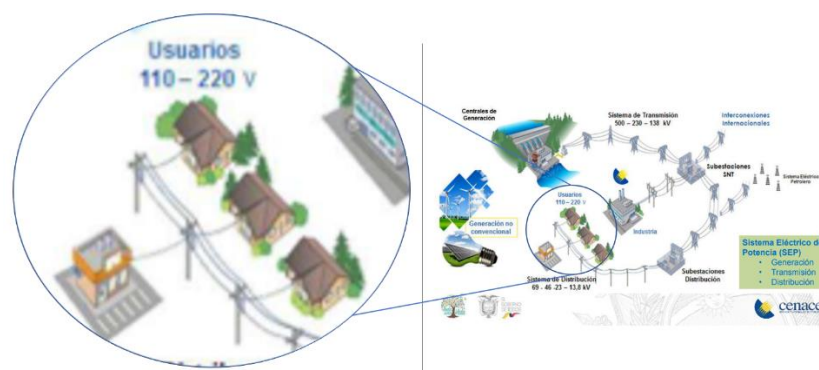 Usuarios
110 – 220 V
Centrales de
Generación
Sistema de Transmisión
500 – 230 – 138 kV
Interconexiones
Internacionales
Subestaciones
SNT
Sistema Eléctrico
Petrolero
Usuarios
110 – 220 V
Generación no
convencional
Industria
Sistema de Distribución
69 - 46 -23 – 13,8 kV
Subestaciones
Distribución
Sistema Eléctrico de
Potencia (SEP)
• Generación
• Transmisión
• Distribución
cenace